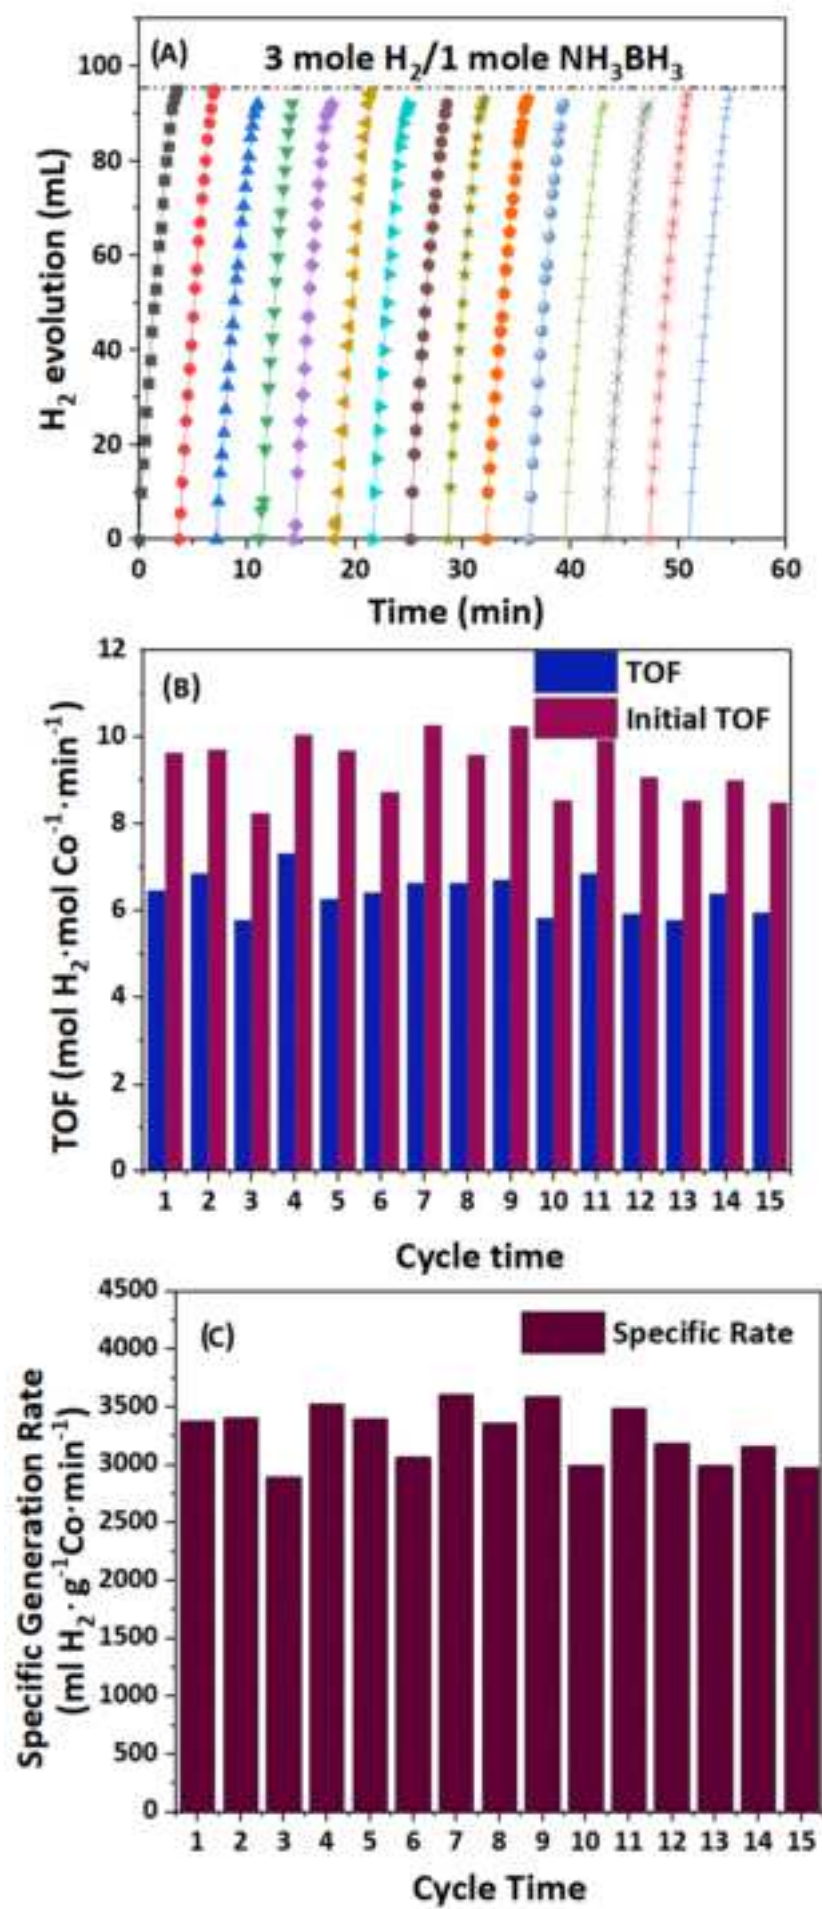 (A)
3 mole H₂/1 mole NH₃BH₃
H₂ evolution (mL)
100
80
60
40
20
0
0 10 20 30 40 50 60
Time (min)
(B)
TOF
Initial TOF
TOF (mol H₂·mol Co⁻¹·min⁻¹)
12
10
8
6
4
2
0
1 2 3 4 5 6 7 8 9 10 11 12 13 14 15
Cycle time
(C)
Specific Rate
Specific Generation Rate
(ml H₂· g⁻¹Co·min⁻¹)
4500
4000
3500
3000
2500
2000
1500
1000
500
0
1 2 3 4 5 6 7 8 9 10 11 12 13 14 15
Cycle Time